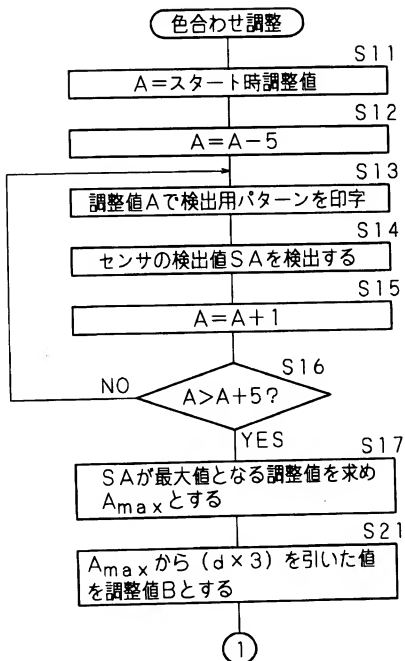 色合わせ調整
S11
A=スタート時調整値
S12
A=A-5
S13
調整値Aで検出用パターンを印字
S14
センサの検出値SAを検出する
S15
A=A+1
S16
A>A+5?
NO
YES
S17
SAが最大値となる調整値を求め
Amaxとする
S21
Amaxから(d×3)を引いた値
を調整値Bとする
1